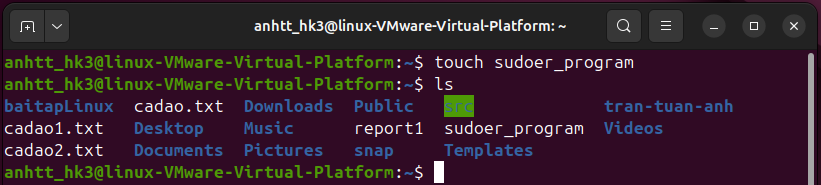 anhtt_hk3@linux-VMware-Virtual-Platform: ~
anhtt_hk3@linux-VMware-Virtual-Platform:~$ touch sudoer_program
anhtt_hk3@linux-VMware-Virtual-Platform:~$ ls
baitapLinux  cadao.txt  Downloads  Public  src  tran-tuan-anh
cadao1.txt  Desktop  Music  report1  sudoer_program  Videos
cadao2.txt  Documents  Pictures  snap  Templates
anhtt_hk3@linux-VMware-Virtual-Platform:~$